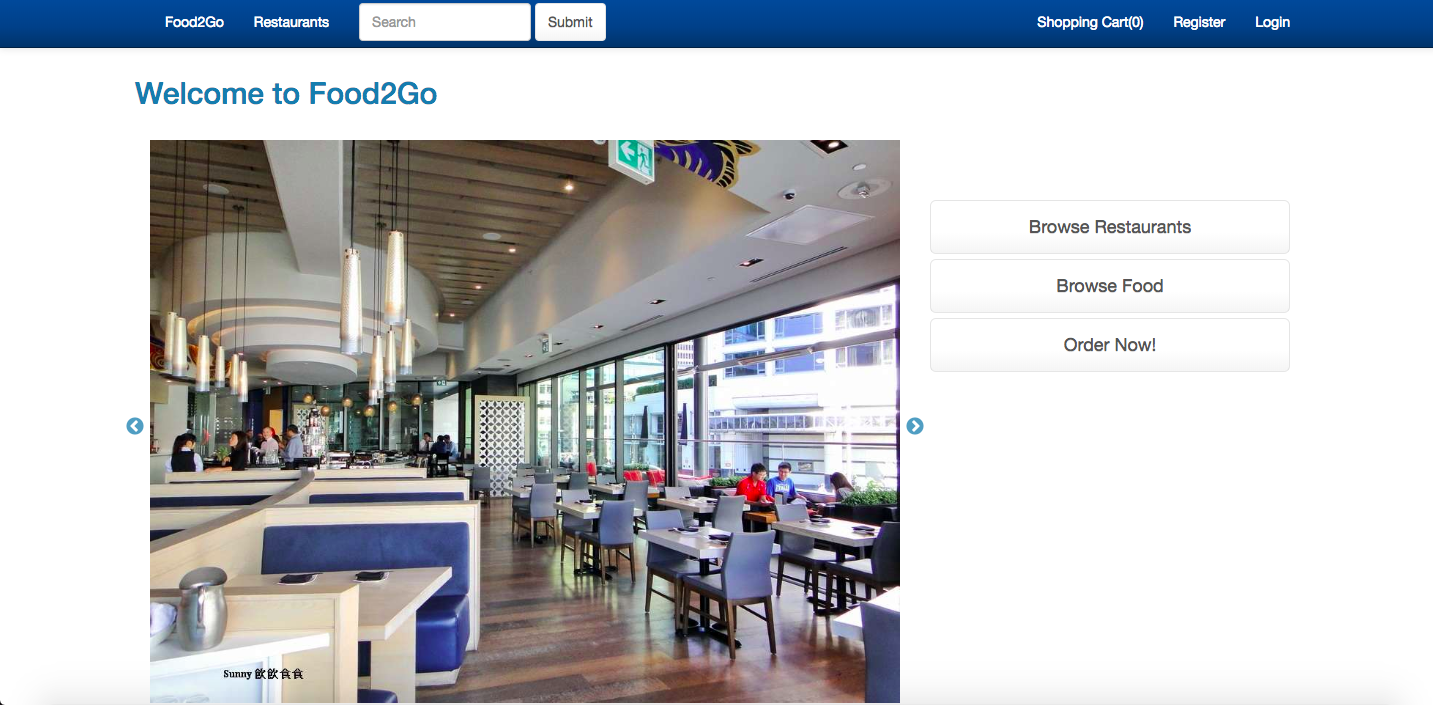 Food2Go Restaurants Search Submit Shopping Cart(0) Register Login
Welcome to Food2Go
Browse Restaurants
Browse Food
Order Now!
Sunny 飲飲食食